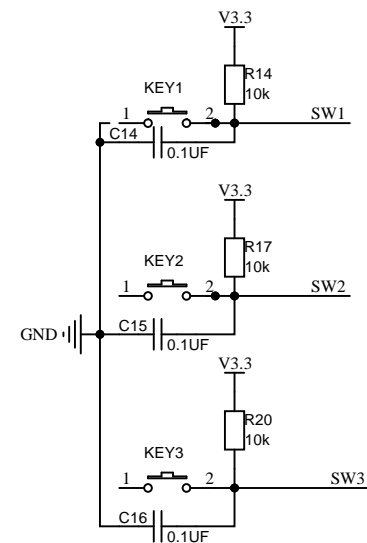 V3.3
R14
KEY1
10k
1 2 SW1
C14
0.1UF
V3.3
R17
KEY2
10k
1 2 SW2
C15
GND
0.1UF
V3.3
R20
10k
KEY3
1 2 SW3
C16
0.1UF